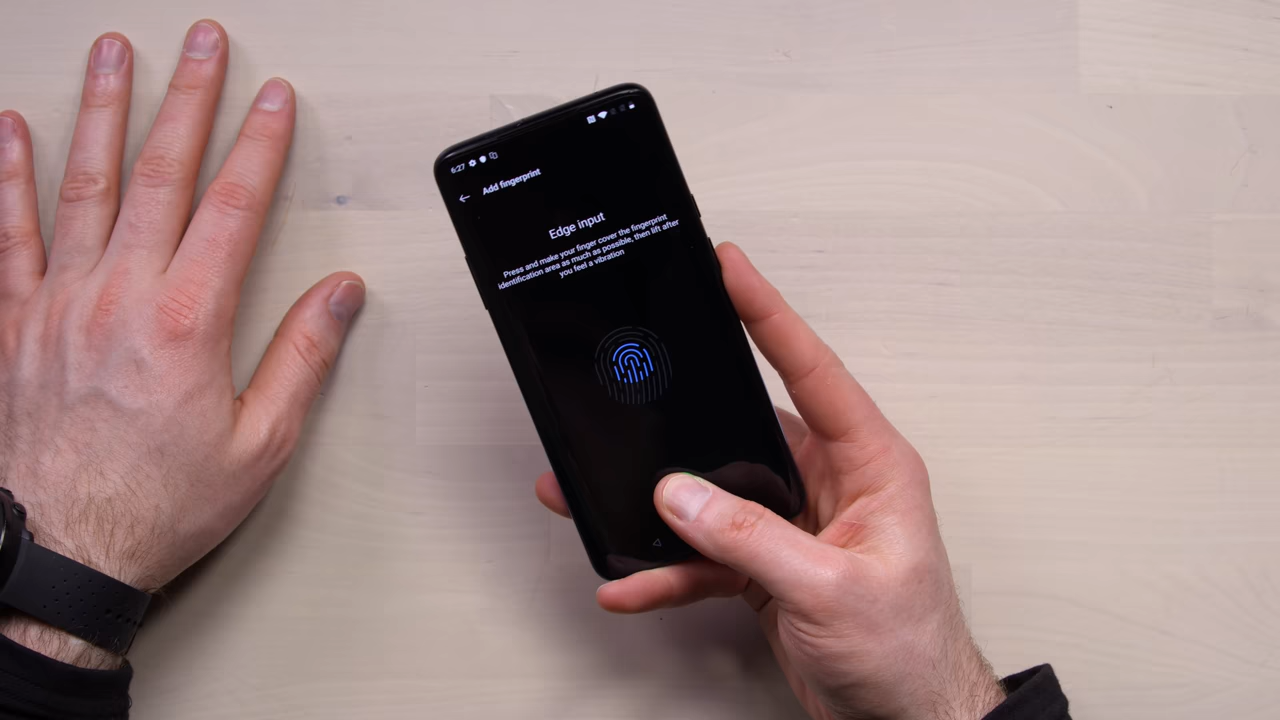 6:27
Add fingerprint
Edge input
Press and make your finger cover the fingerprint
identification area as much as possible, then lift after
you feel a vibration